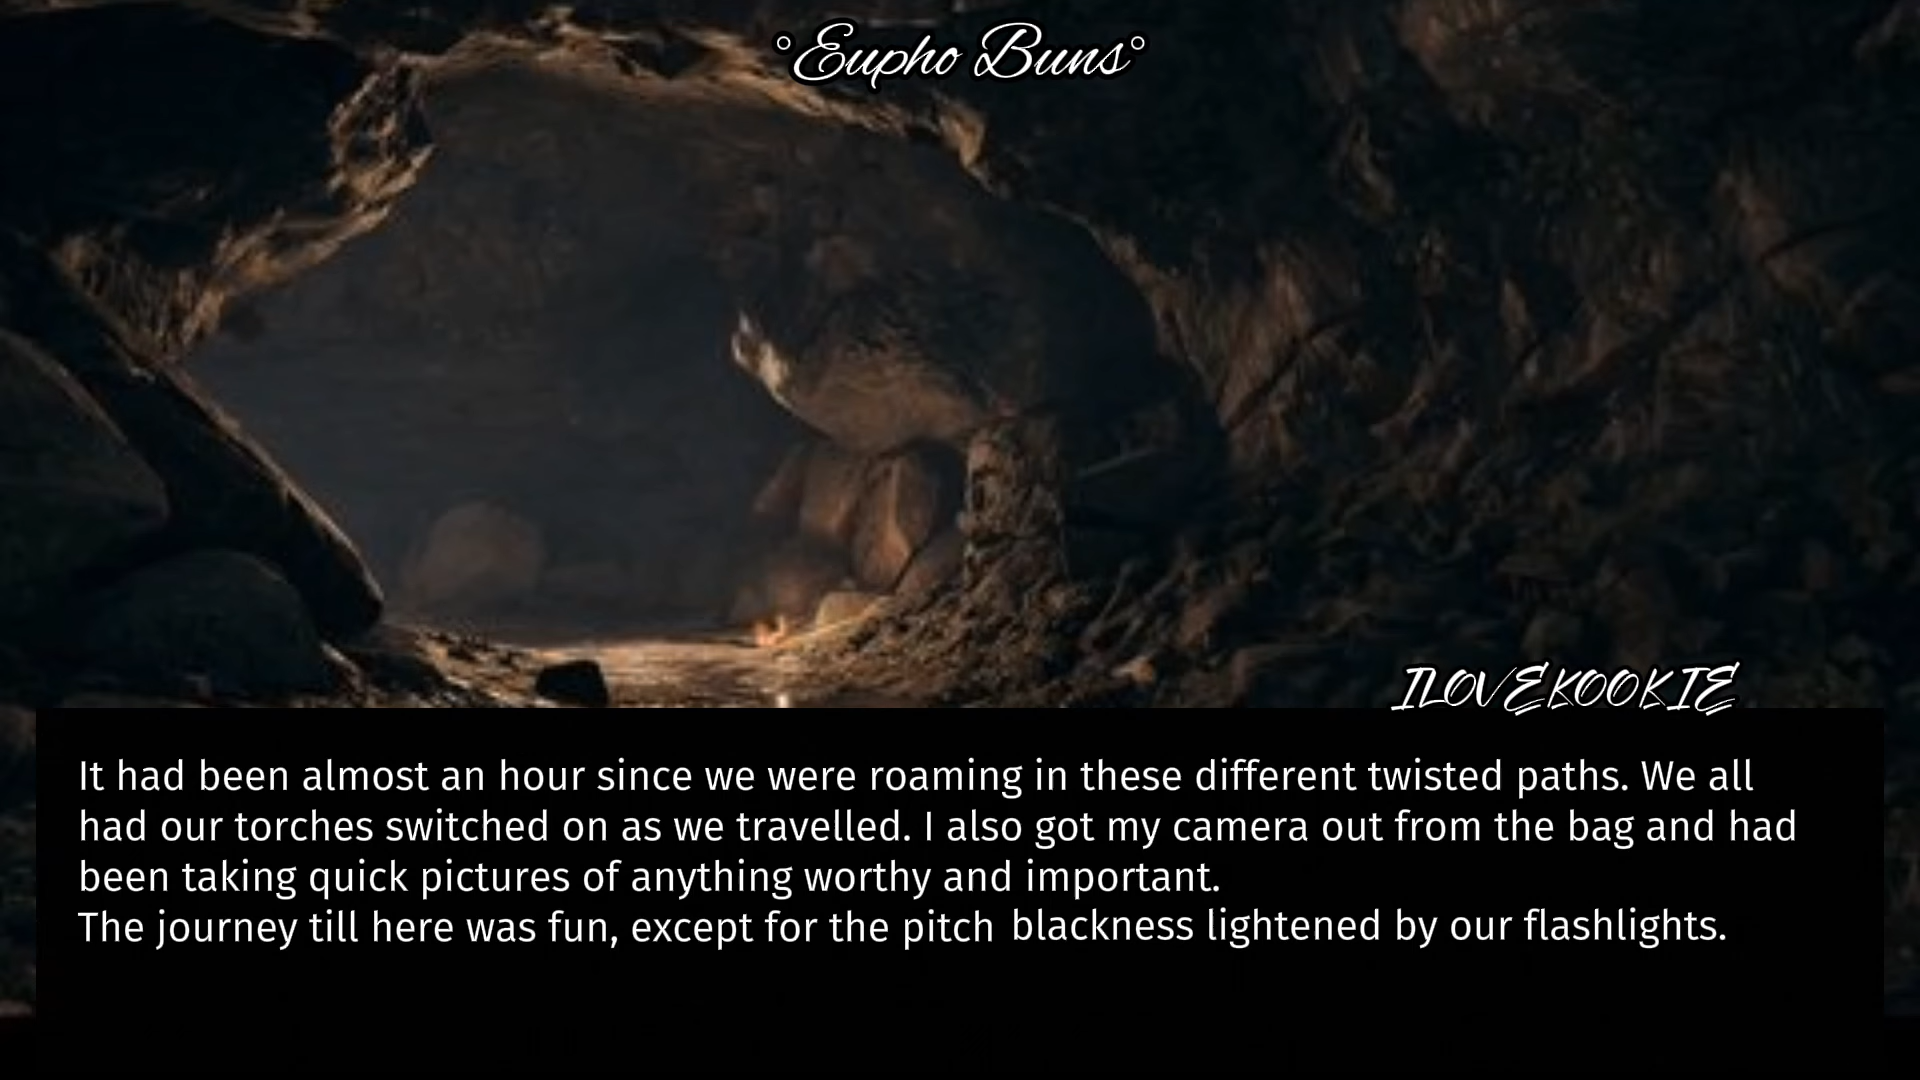 °Eupho Buns°
ILOVEKOOKIE
It had been almost an hour since we were roaming in these different twisted paths. We all
had our torches switched on as we travelled. I also got my camera out from the bag and had
been taking quick pictures of anything worthy and important.
The journey till here was fun, except for the pitch blackness lightened by our flashlights.